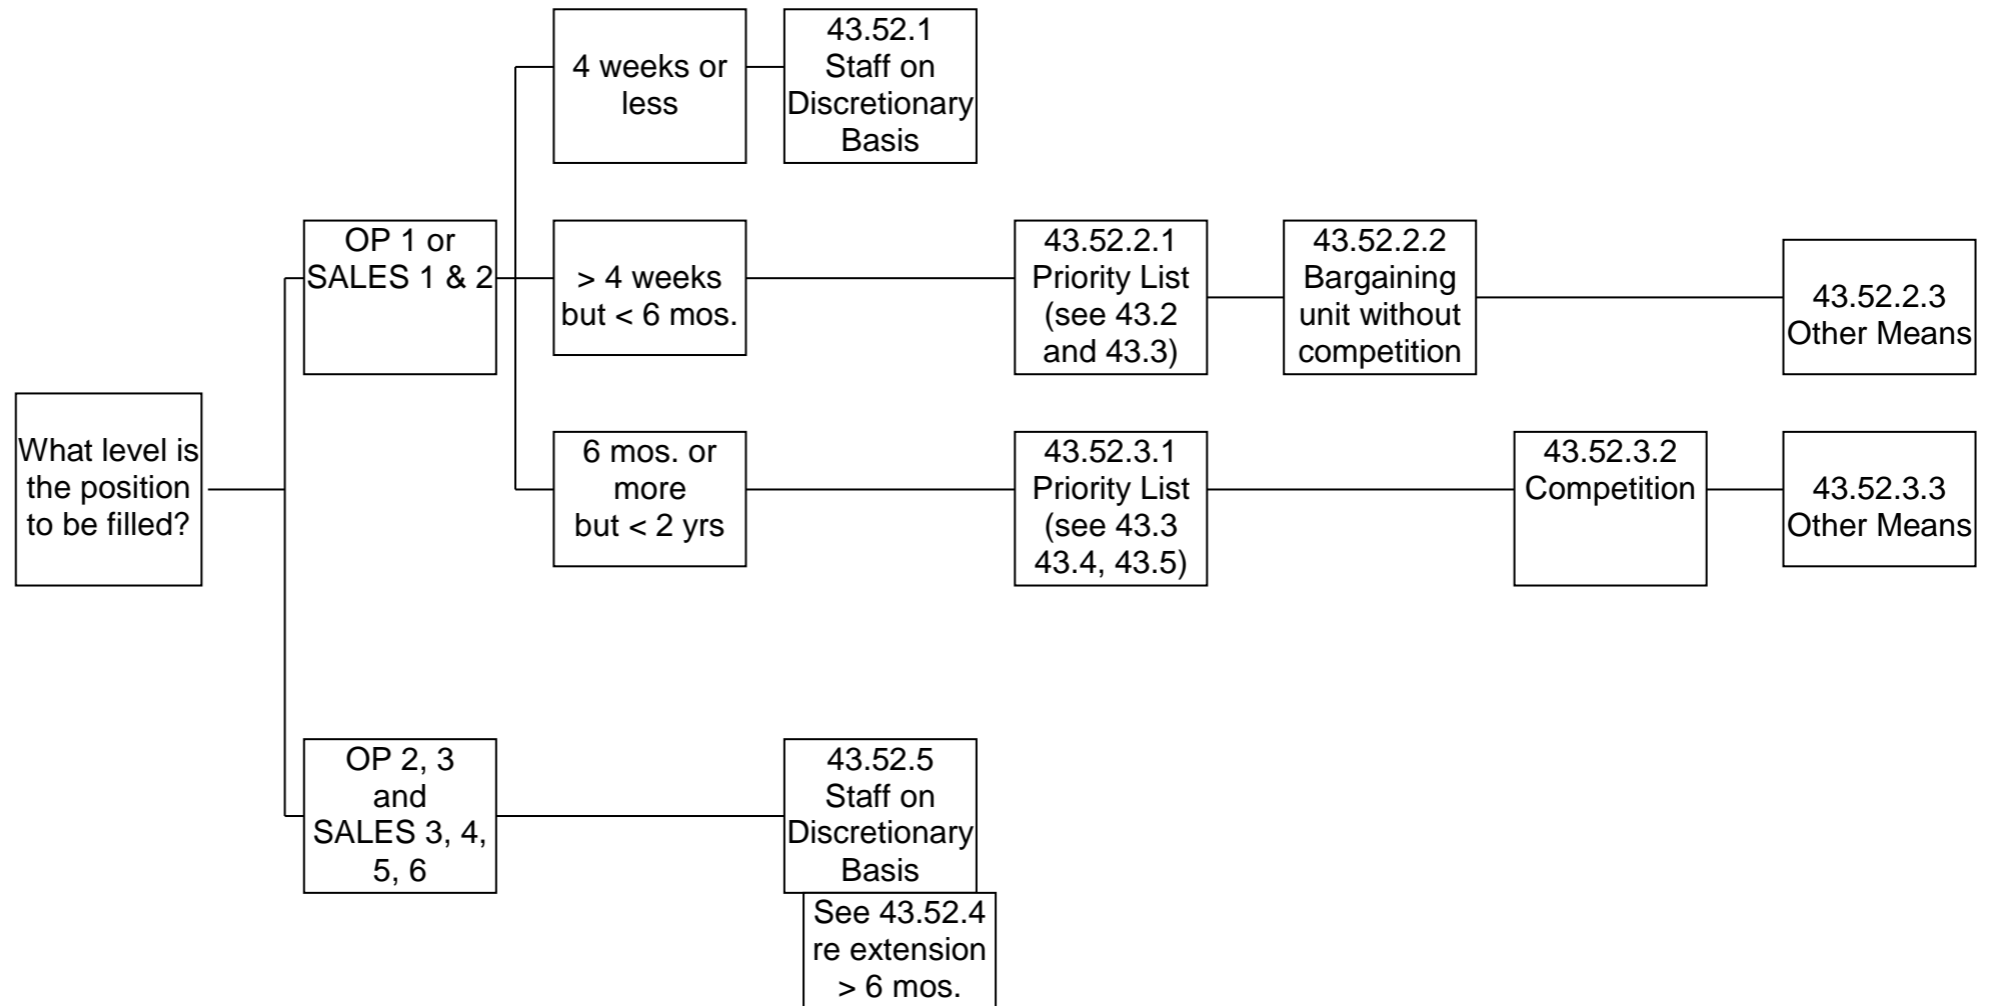 What level is
the position
to be filled?
OP 1 or
SALES 1 & 2
4 weeks or
less
43.52.1
Staff on
Discretionary
Basis
> 4 weeks
but < 6 mos.
43.52.2.1
Priority List
(see 43.2
and 43.3)
43.52.2.2
Bargaining
unit without
competition
43.52.2.3
Other Means
6 mos. or
more
but < 2 yrs
43.52.3.1
Priority List
(see 43.3
43.4, 43.5)
43.52.3.2
Competition
43.52.3.3
Other Means
OP 2, 3
and
SALES 3, 4,
5, 6
43.52.5
Staff on
Discretionary
Basis
See 43.52.4
re extension
> 6 mos.